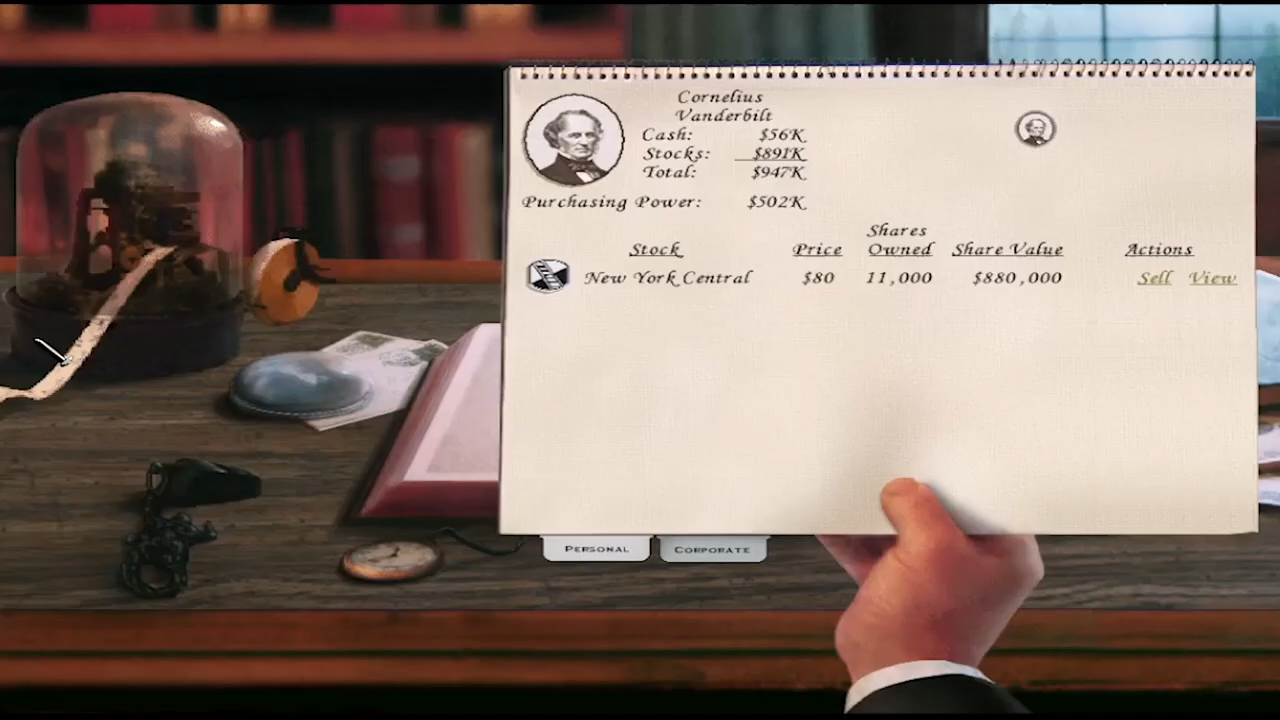 Cornelius
Vanderbilt
Cash: $56K
Stocks: $891K
Total: $947K
Purchasing Power: $502K
Stock Price Shares Owned Share Value Actions
New York Central $80 11,000 $880,000 Sell View
PERSONAL CORPORATE